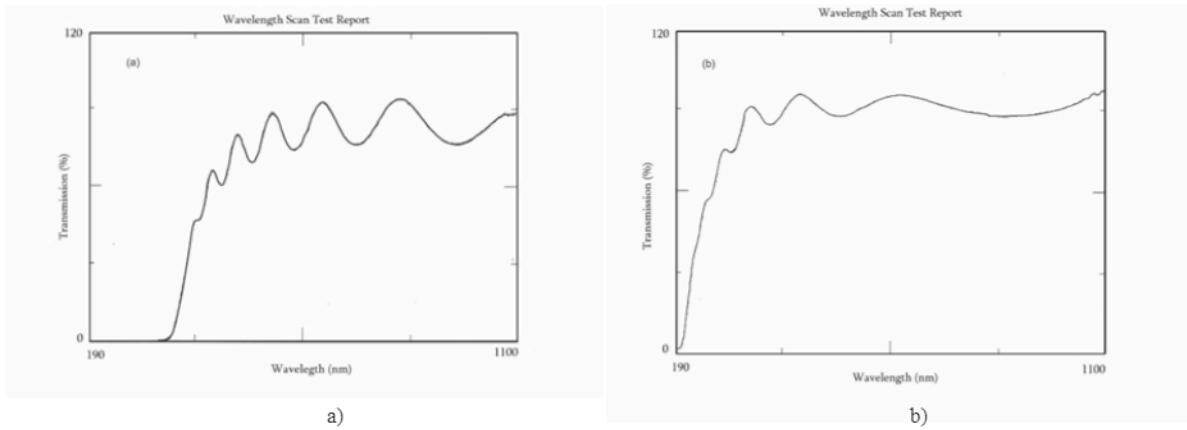 Wavelength Scan Test Report
120
(a)
Transmission (%)
0
190
1100
Wavelegth (nm)
a)
Wavelength Scan Test Report
120
(b)
Transmission (%)
0
190
1100
Wavelength (nm)
b)